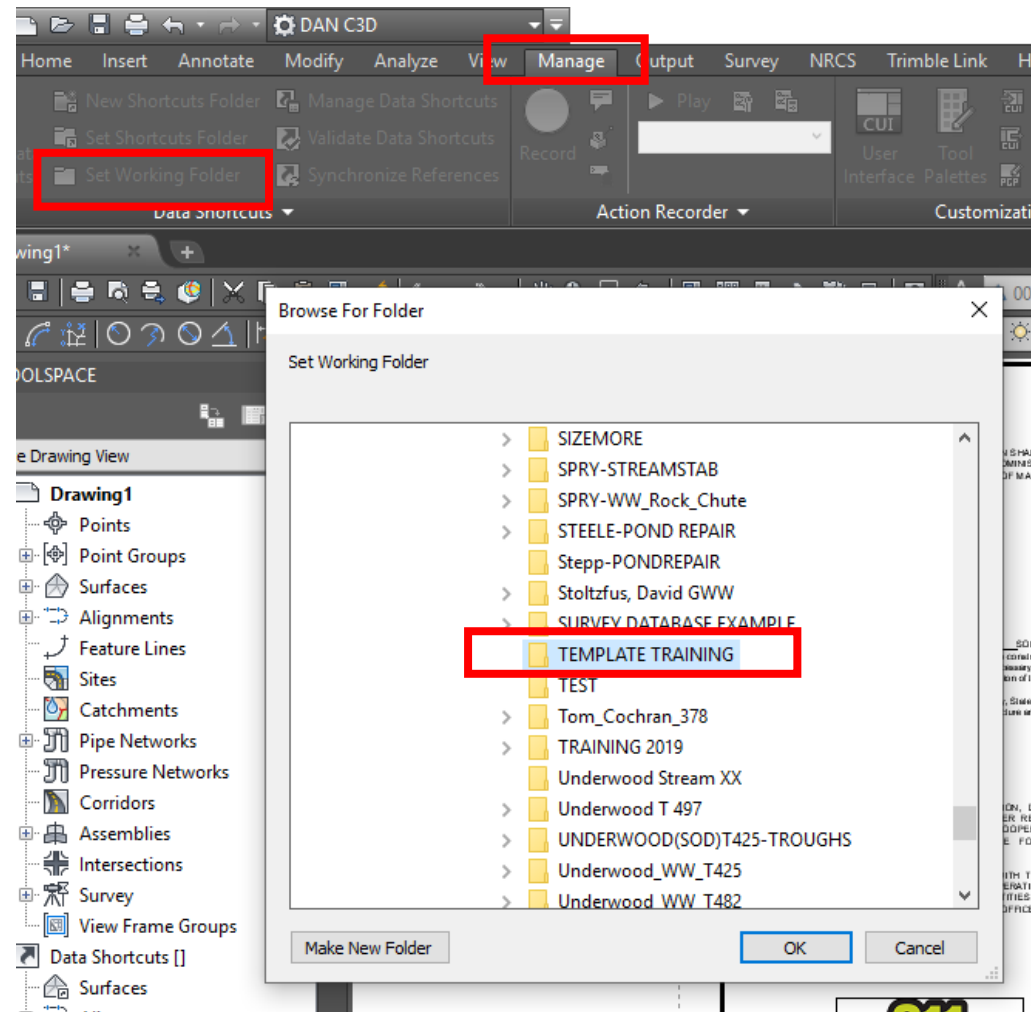 DAN C3D
Home Insert Annotate Modify Analyze View Manage Output Survey NRCS Trimble Link H
New Shortcuts Folder Manage Data Shortcuts Play CUI
Set Shortcuts Folder Validate Data Shortcuts
Set Working Folder Synchronize References Record User Interface Tool Palettes
Data Shortcuts Action Recorder Customizati
wing1*
Browse For Folder
00
Set Working Folder
OOLSPACE
e Drawing View
Drawing1
Points
Point Groups
Surfaces
Alignments
Feature Lines
Sites
Catchments
Pipe Networks
Pressure Networks
Corridors
Assemblies
Intersections
Survey
View Frame Groups
Data Shortcuts []
Surfaces
SIZEMORE
SPRY-STREAMSTAB
SPRY-WW_Rock_Chute
STEELE-POND REPAIR
Stepp-PONDREPAIR
Stoltzfus, David GWW
SURVEY DATABASE EXAMPLE
TEMPLATE TRAINING
TEST
Tom_Cochran_378
TRAINING 2019
Underwood Stream XX
Underwood T 497
UNDERWOOD(SOD)T425-TROUGHS
Underwood_WW_T425
Underwood_WW_T482
Make New Folder OK Cancel